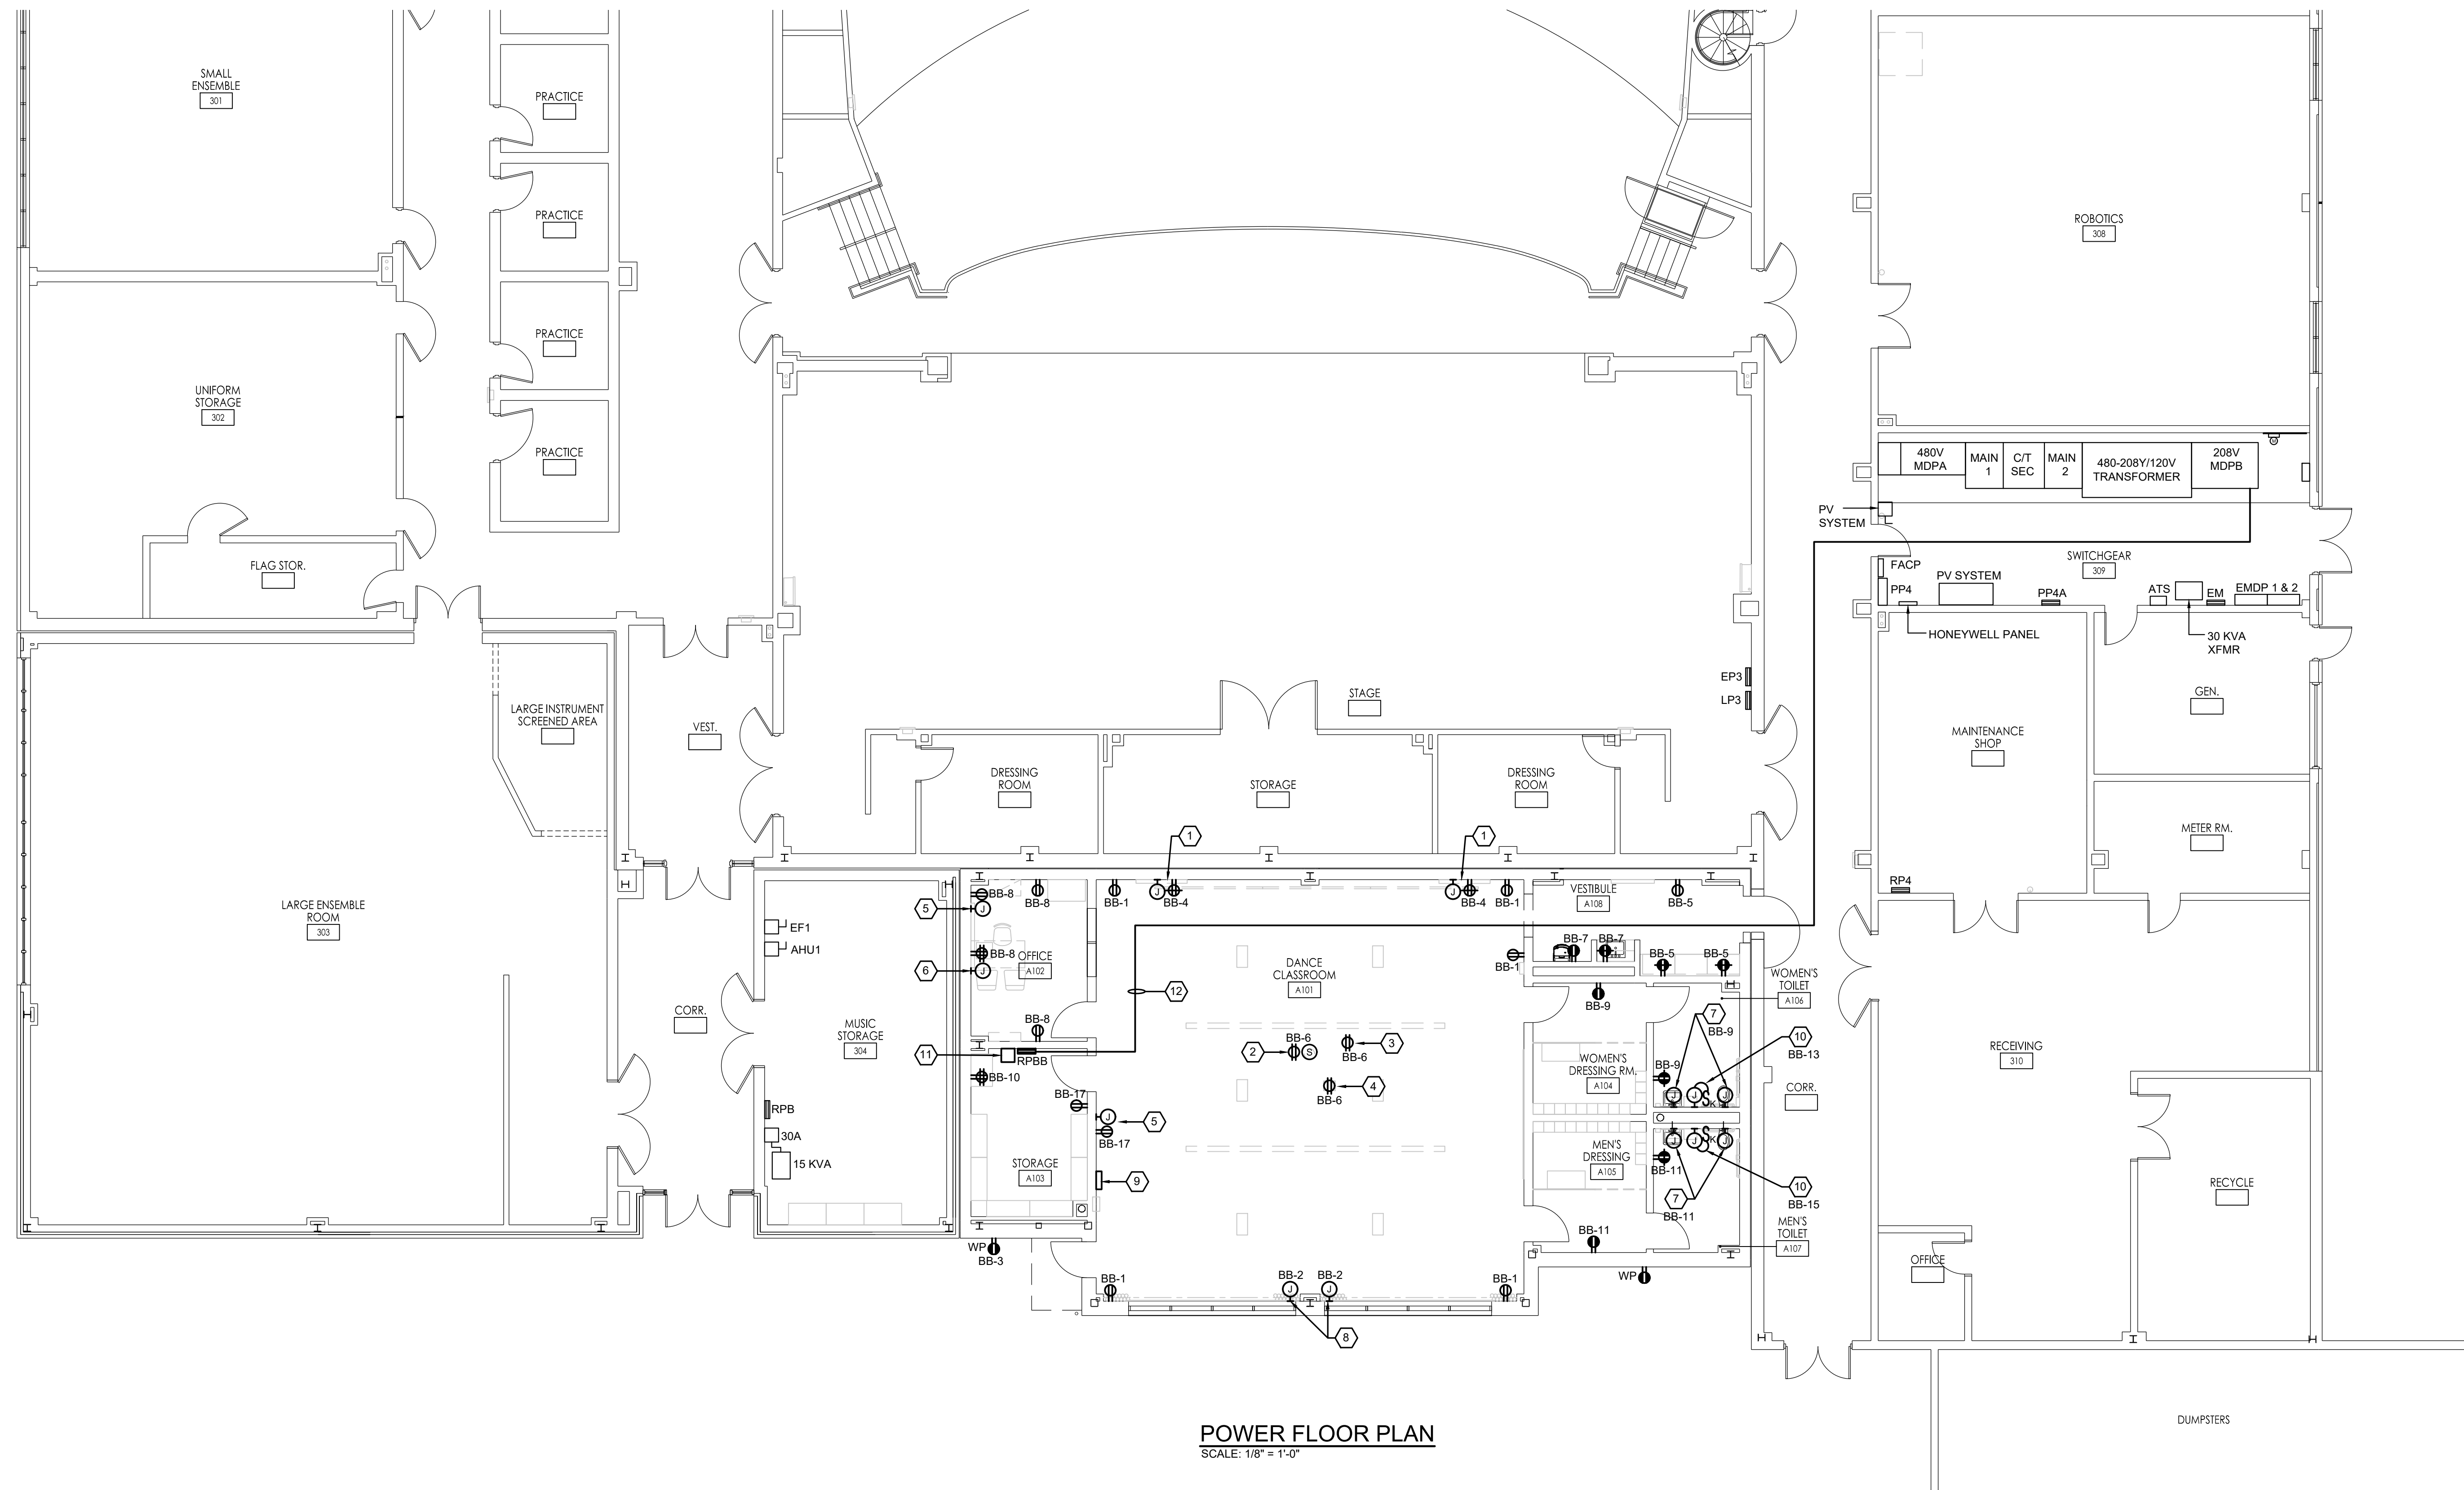 SMALL
ENSEMBLE
301
PRACTICE
PRACTICE
PRACTICE
PRACTICE
UNIFORM
STORAGE
302
FLAG STOR.
ROBOTICS
308
480V
MDPA
MAIN
1
C/T
SEC
MAIN
2
480-208Y/120V
TRANSFORMER
208V
MDPB
M
PV
SYSTEM
SWITCHGEAR
309
FACP
PP4
PV SYSTEM
PP4A
ATS
EM
EMDP 1 & 2
HONEYWELL PANEL
30 KVA
XFMR
EP3
LP3
STAGE
GEN.
LARGE INSTRUMENT
SCREENED AREA
VEST.
MAINTENANCE
SHOP
DRESSING
ROOM
STORAGE
DRESSING
ROOM
METER RM.
1
1
RP4
LARGE ENSEMBLE
ROOM
303
EF1
AHU1
5
J
BB-8
BB-8
BB-1
J
BB-4
J
BB-4
BB-1
VESTIBULE
A108
BB-5
BB-8
OFFICE
A102
6
J
BB-7
BB-7
BB-1
BB-5
BB-5
DANCE
CLASSROOM
A101
12
WOMEN'S
TOILET
A106
BB-9
CORR.
MUSIC
STORAGE
304
BB-8
11
RPBB
BB-10
2
BB-6
S
BB-6
3
BB-6
4
7
BB-9
10
BB-13
WOMEN'S
DRESSING RM.
A104
BB-9
J
J
S
K
J
RECEIVING
310
CORR.
RPB
30A
15 KVA
BB-17
J
5
BB-17
J
J
S
K
J
MEN'S
DRESSING
A105
BB-11
STORAGE
A103
9
7
BB-11
10
BB-15
RECYCLE
MEN'S
TOILET
A107
BB-11
WP
BB-3
WP
OFFICE
BB-1
BB-2
J
BB-2
J
BB-1
8
DUMPSTERS
POWER FLOOR PLAN
SCALE: 1/8" = 1'-0"